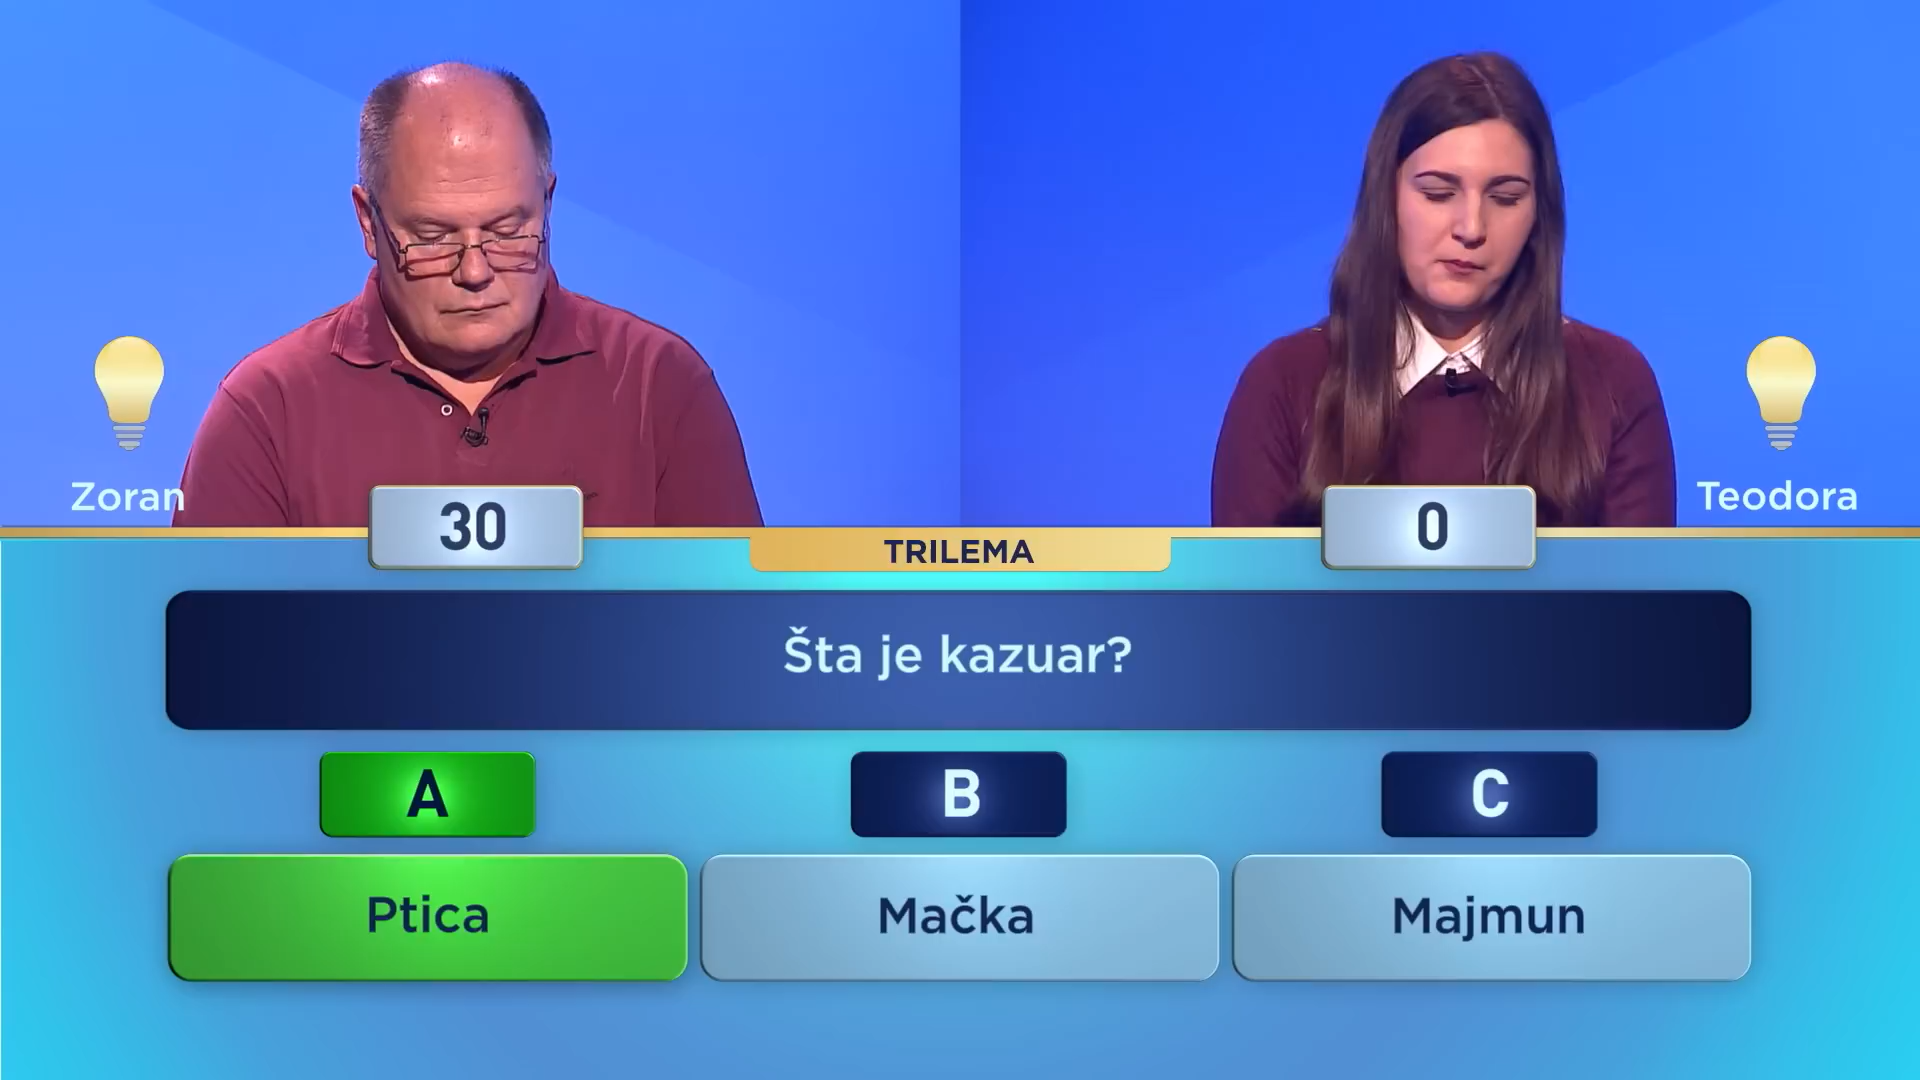 Zoran
30
TRILEMA
0
Teodora
Šta je kazuar?
A
B
C
Ptica
Mačka
Majmun